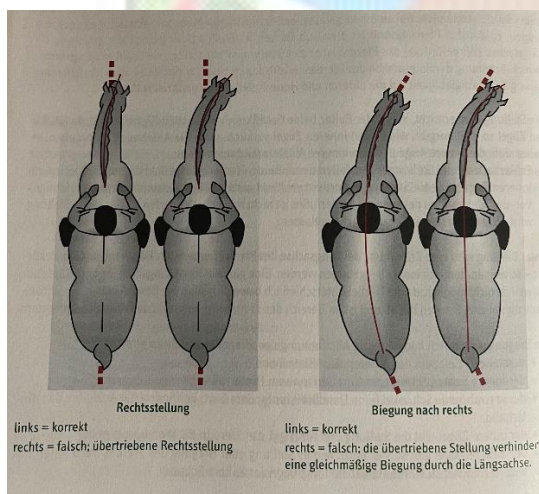 Rechtsstellung
links = korrekt
rechts = falsch; übertriebene Rechtsstellung
Biegung nach rechts
links = korrekt
rechts = falsch; die übertriebene Stellung verhinder
eine gleichmäßige Biegung durch die Längsachse.